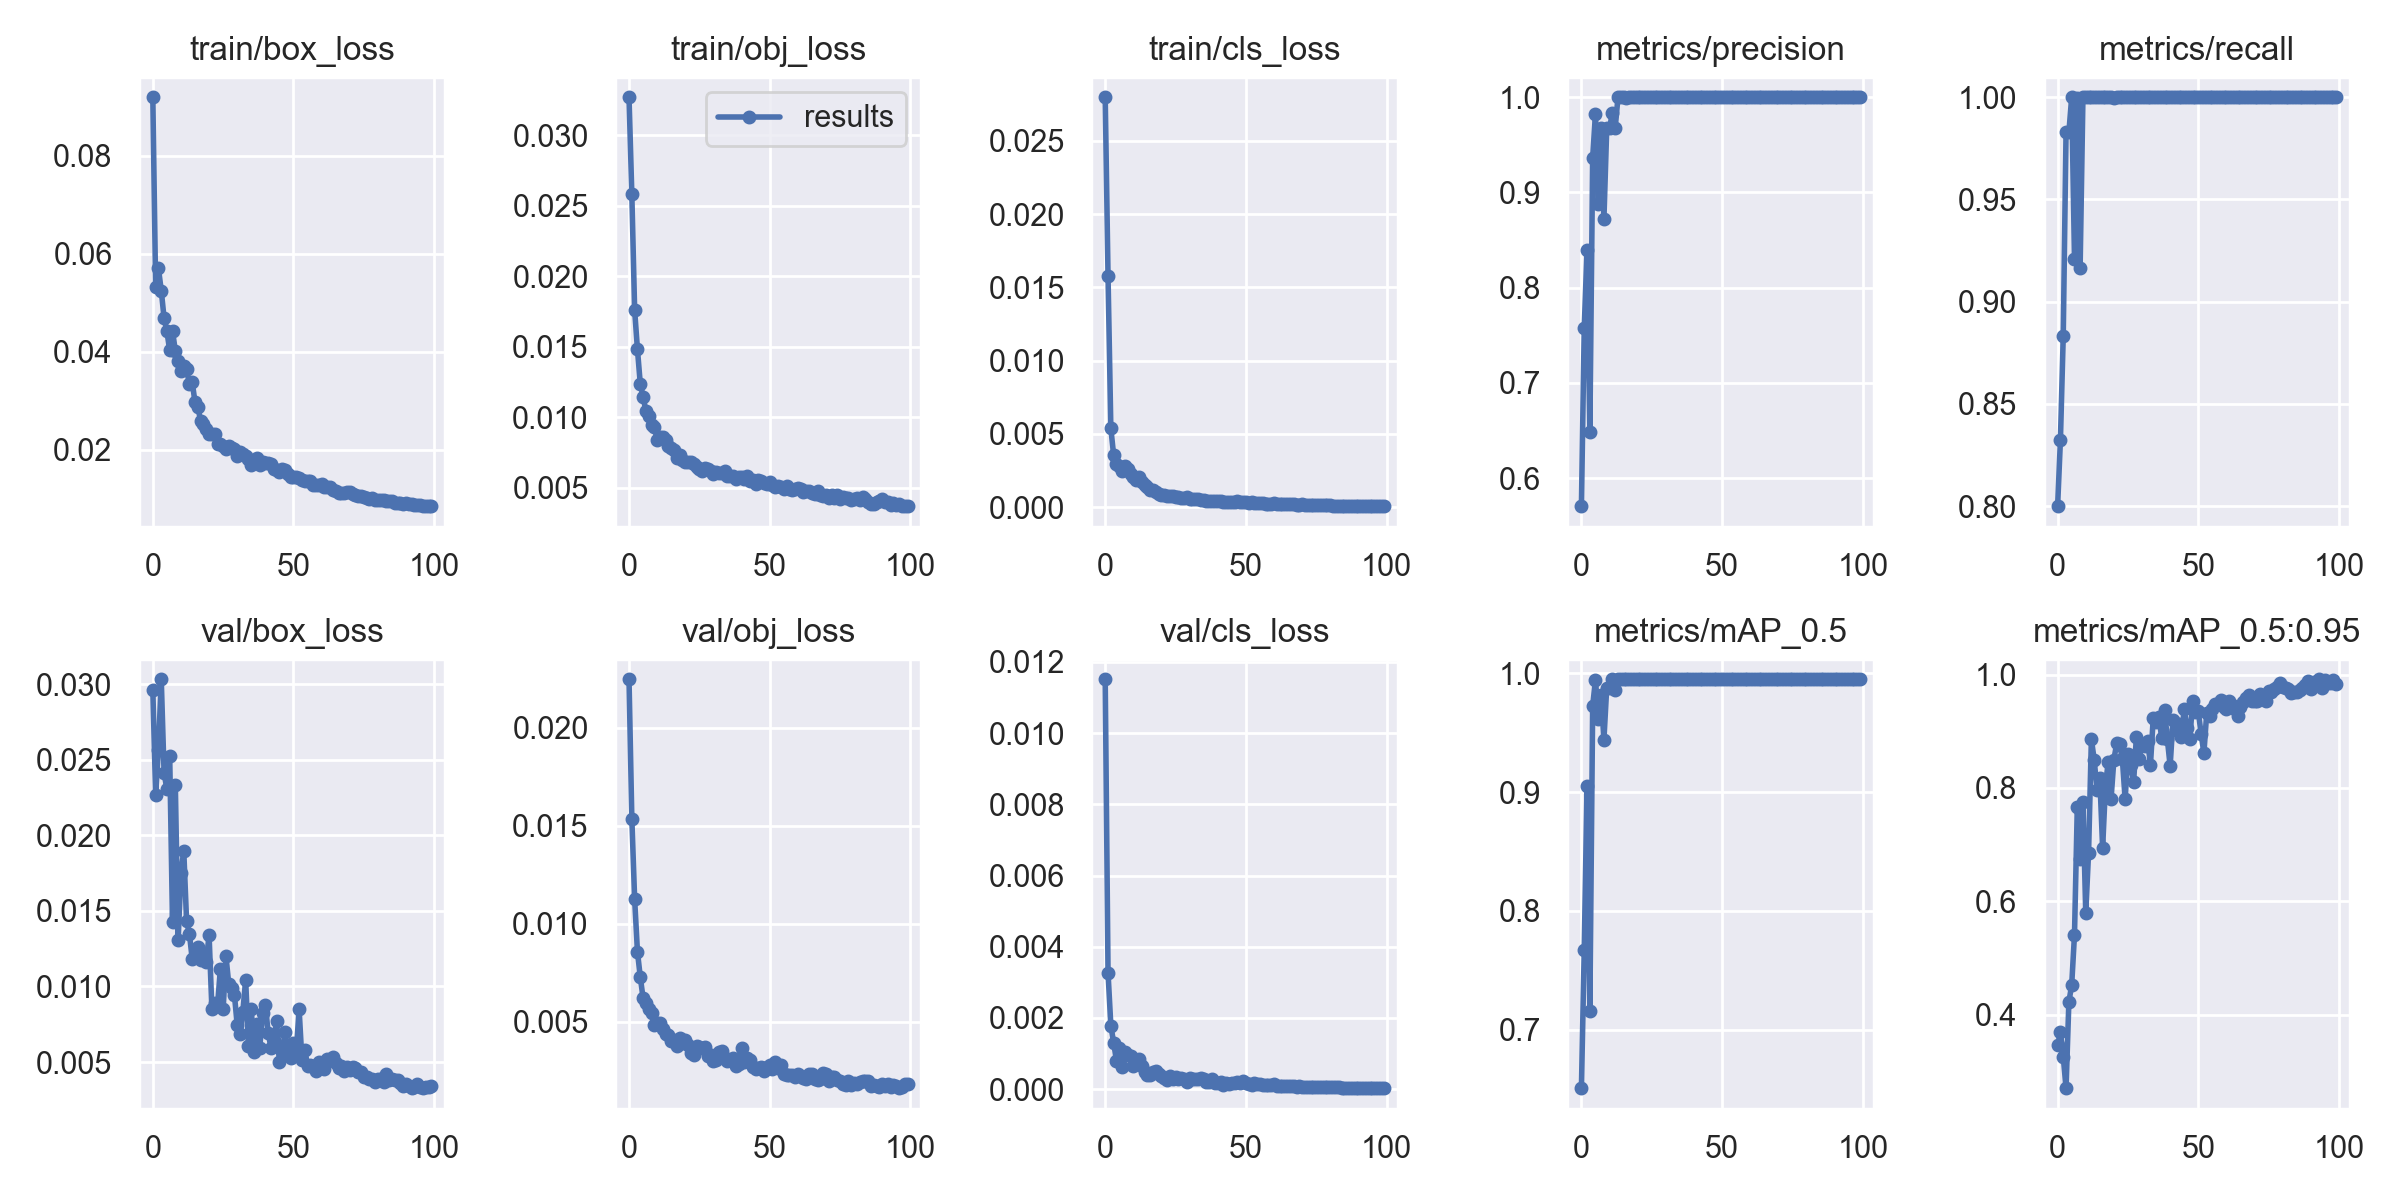 train/box_loss
0.08
0.06
0.04
0.02
0 50 100
train/obj_loss
results
0.030
0.025
0.020
0.015
0.010
0.005
0 50 100
train/cls_loss
0.025
0.020
0.015
0.010
0.005
0.000
0 50 100
metrics/precision
1.0
0.9
0.8
0.7
0.6
0 50 100
metrics/recall
1.00
0.95
0.90
0.85
0.80
0 50 100
val/box_loss
0.030
0.025
0.020
0.015
0.010
0.005
0 50 100
val/obj_loss
0.020
0.015
0.010
0.005
0 50 100
val/cls_loss
0.012
0.010
0.008
0.006
0.004
0.002
0.000
0 50 100
metrics/mAP_0.5
1.0
0.9
0.8
0.7
0 50 100
metrics/mAP_0.5:0.95
1.0
0.8
0.6
0.4
0 50 100